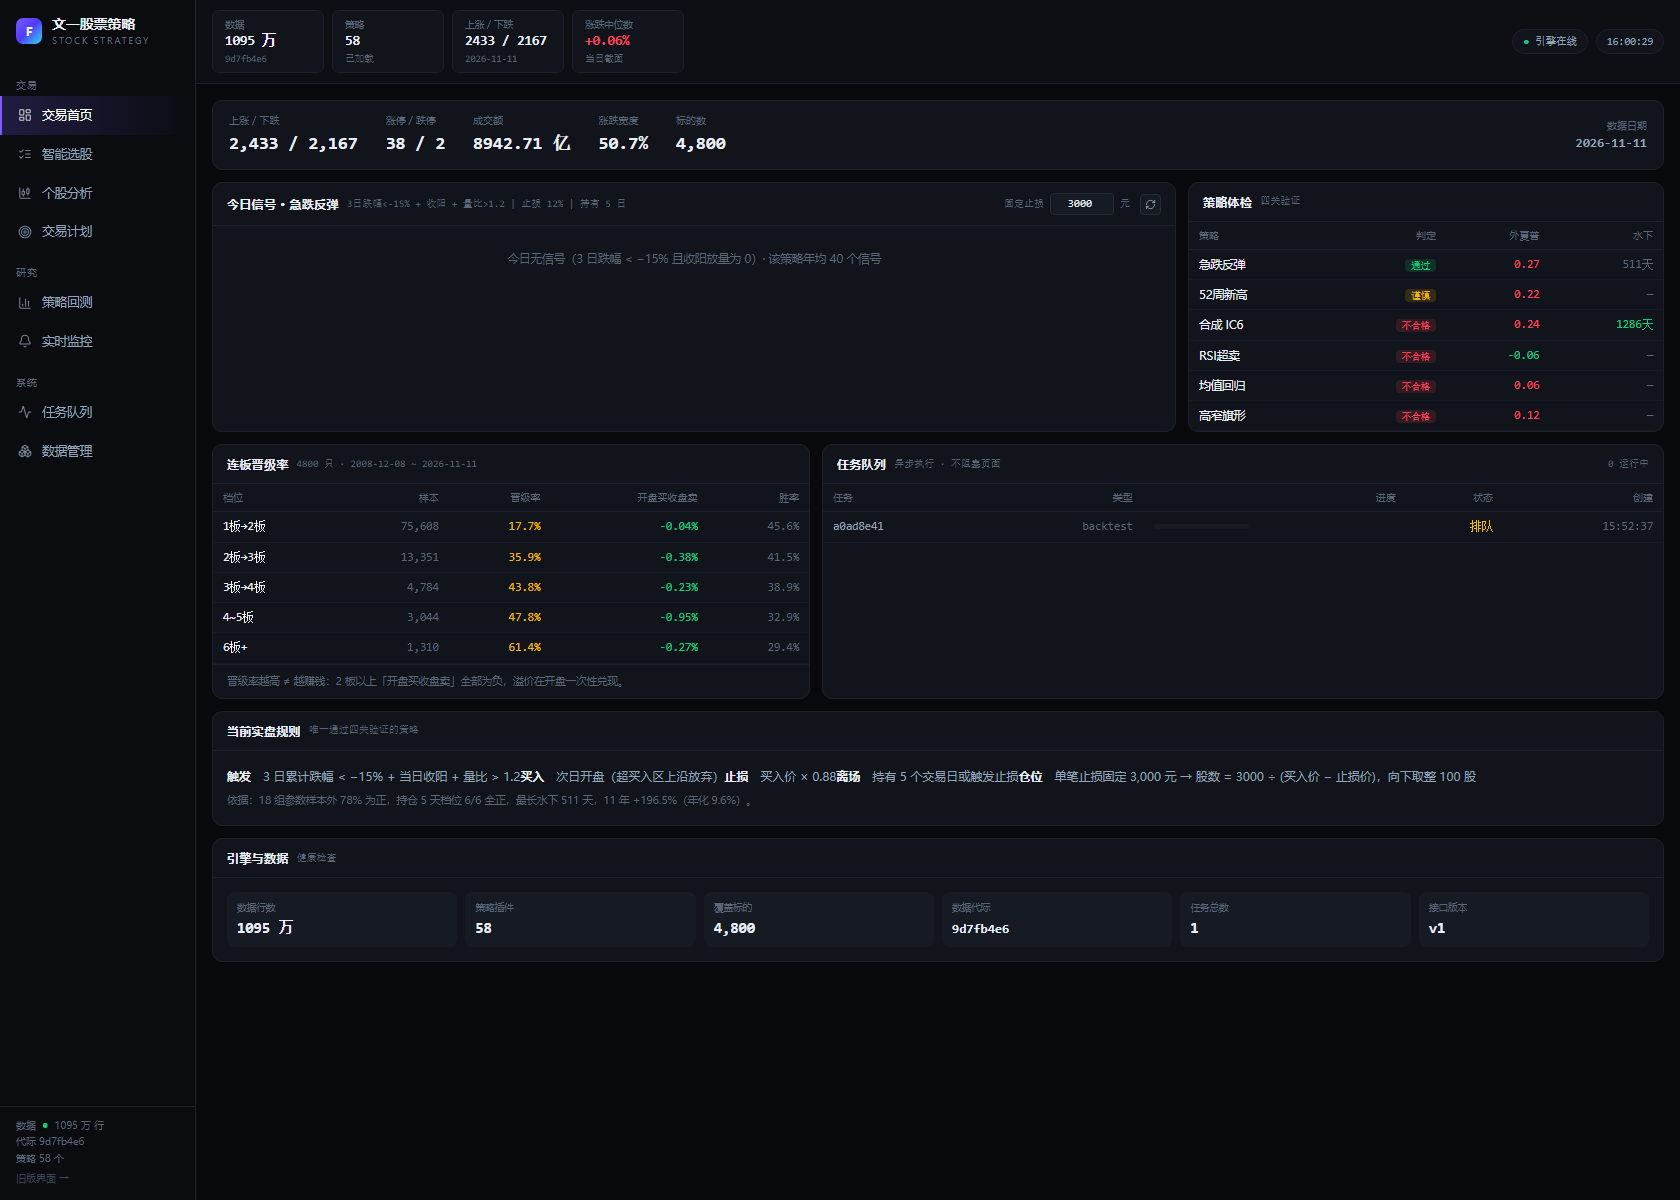 F
文一股票策略
STOCK STRATEGY
交易
交易首页
智能选股
个股分析
交易计划
研究
策略回测
实时监控
系统
任务队列
数据管理
数据 ● 1095 万 行
代际 9d7fb4e6
策略 58 个
旧版界面 →
数据
1095 万
9d7fb4e6
策略
58
已加载
上涨 / 下跌
2433 / 2167
2026-11-11
涨跌中位数
+0.06%
当日截面
引擎在线
16:00:29
上涨 / 下跌
2,433 / 2,167
涨停 / 跌停
38 / 2
成交额
8942.71 亿
涨跌宽度
50.7%
标的数
4,800
数据日期
2026-11-11
今日信号 · 急跌反弹 3日跌幅<-15% + 收阳 + 量比>1.2 | 止损 12% | 持有 5 日
固定止损 3000 元
今日无信号（3 日跌幅 < −15% 且收阳放量为 0）· 该策略年均 40 个信号
策略体检 四关验证
策略 判定 外夏普 水下
急跌反弹 通过 0.27 511天
52周新高 谨慎 0.22 —
合成 IC6 不合格 0.24 1286天
RSI超卖 不合格 -0.06 —
均值回归 不合格 0.06 —
高窄旗形 不合格 0.12 —
连板晋级率 4800 只 · 2008-12-08 ~ 2026-11-11
档位 样本 晋级率 开盘买收盘卖 胜率
1板→2板 75,608 17.7% -0.04% 45.6%
2板→3板 13,351 35.9% -0.38% 41.5%
3板→4板 4,784 43.8% -0.23% 38.9%
4~5板 3,044 47.8% -0.95% 32.9%
6板+ 1,310 61.4% -0.27% 29.4%
晋级率越高 ≠ 越赚钱：2 板以上「开盘买收盘卖」全部为负，溢价在开盘一次性兑现。
任务队列 异步执行 · 不阻塞页面
0 运行中
任务 类型 进度 状态 创建
a0ad8e41 backtest 排队 15:52:37
当前实盘规则 唯一通过四关验证的策略
触发 3 日累计跌幅 < −15% + 当日收阳 + 量比 > 1.2买入 次日开盘（超买入区上沿放弃）止损 买入价 × 0.88离场 持有 5 个交易日或触发止损仓位 单笔止损固定 3,000 元 → 股数 = 3000 ÷ (买入价 − 止损价)，向下取整 100 股
依据：18 组参数样本外 78% 为正，持仓 5 天档位 6/6 全正，最长水下 511 天，11 年 +196.5%（年化 9.6%）。
引擎与数据 健康检查
数据行数
1095 万
策略插件
58
覆盖标的
4,800
数据代际
9d7fb4e6
任务总数
1
接口版本
v1